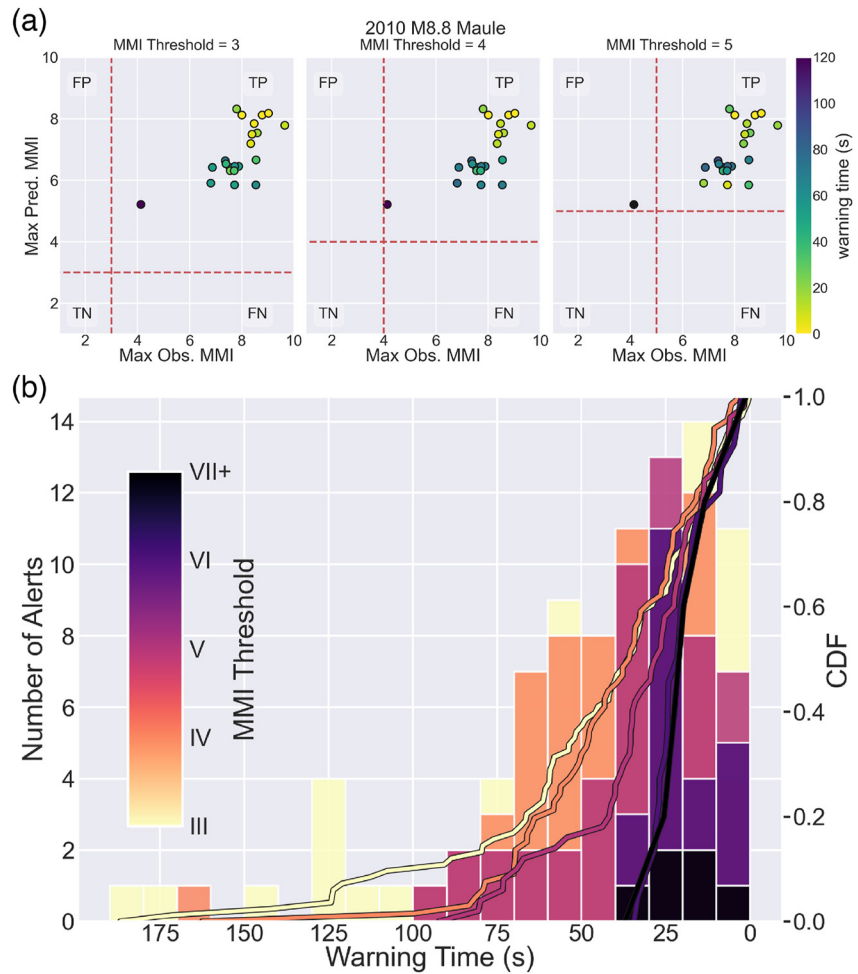 (a)
2010 M8.8 Maule
MMI Threshold = 3
MMI Threshold = 4
MMI Threshold = 5
10
8
6
4
2
Max Pred. MMI
FP
TP
TN
FN
FP
TP
TN
FN
FP
TP
TN
FN
2 4 6 8 10
2 4 6 8 10
2 4 6 8 10
Max Obs. MMI
Max Obs. MMI
Max Obs. MMI
120
100
80
60
40
20
0
warning time (s)
(b)
14
12
10
8
6
4
2
0
Number of Alerts
VII+
VI
V
IV
III
MMI Threshold
1.0
0.8
0.6
0.4
0.2
0.0
CDF
175 150 125 100 75 50 25 0
Warning Time (s)